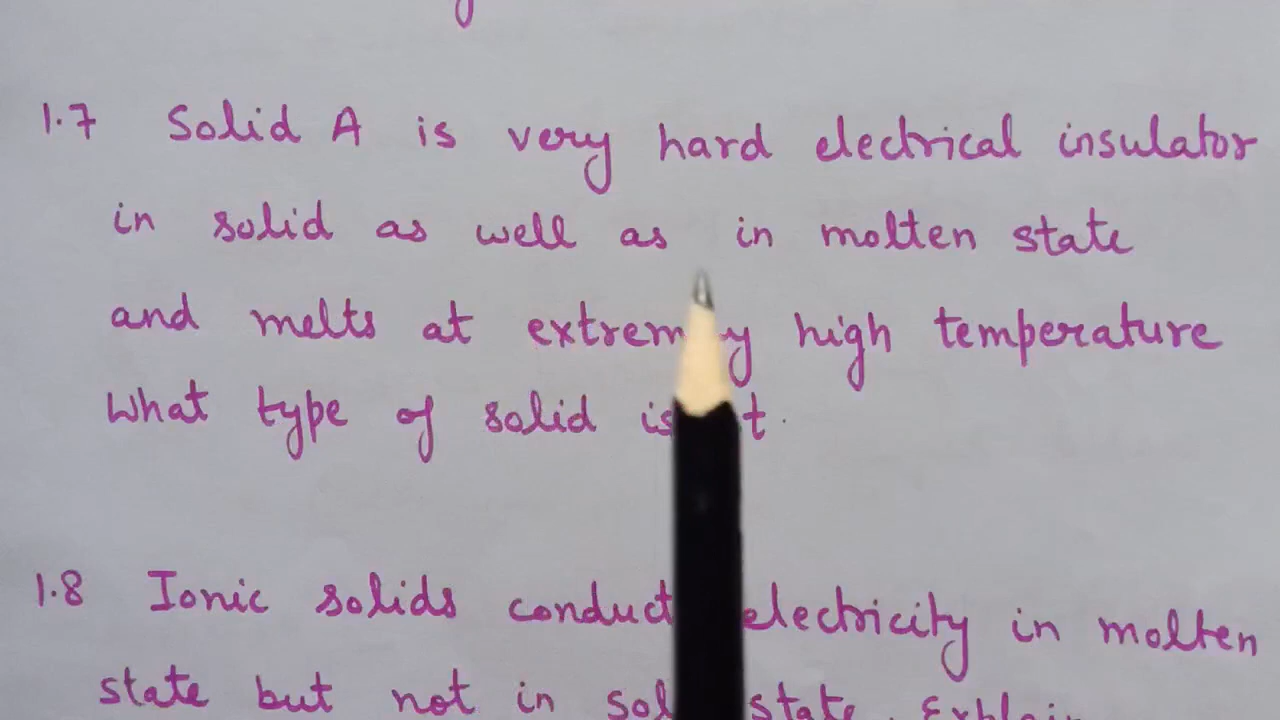 1.7 Solid A is very hard electrical insulator
in solid as well as in molten state
and melts at high temperature
What type of solid is
1.8 Ionic solids conduct electricity in molten
state but not in state. Explain